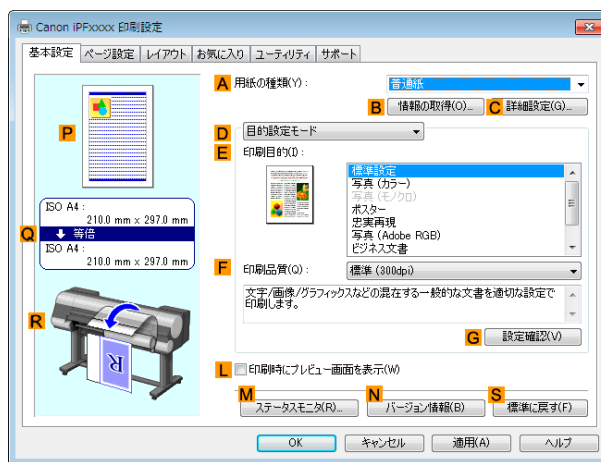 Canon iPFxxxx 印刷設定
基本設定 ページ設定 レイアウト お気に入り ユーティリティ サポート
A 用紙の種類(Y): 普通紙
B 情報の取得(O)... C 詳細設定(G)...
D 目的設定モード
E 印刷目的(I):
標準設定
写真 (カラー)
写真 (モノクロ)
ポスター
忠実再現
写真 (Adobe RGB)
ビジネス文書
P
ISO A4 :
210.0 mm x 297.0 mm
Q 等倍
ISO A4 :
210.0 mm x 297.0 mm
F 印刷品質(Q): 標準 (300dpi)
文字/画像/グラフィックスなどの混在する一般的な文書を適切な設定で
印刷します。
R
R
G 設定確認(V)
L 印刷時にプレビュー画面を表示(W)
M ステータスモニタ(R)... N バージョン情報(B) S 標準に戻す(F)
OK キャンセル 適用(A) ヘルプ